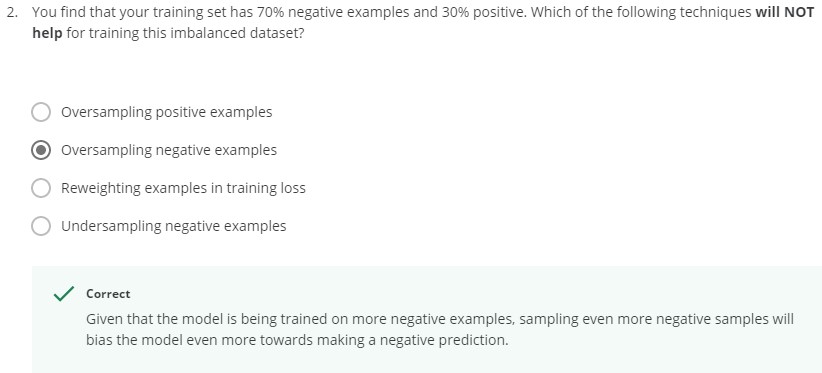 2. You find that your training set has 70% negative examples and 30% positive. Which of the following techniques will NOT
help for training this imbalanced dataset?
Oversampling positive examples
Oversampling negative examples
Reweighting examples in training loss
Undersampling negative examples
Correct
Given that the model is being trained on more negative examples, sampling even more negative samples will
bias the model even more towards making a negative prediction.